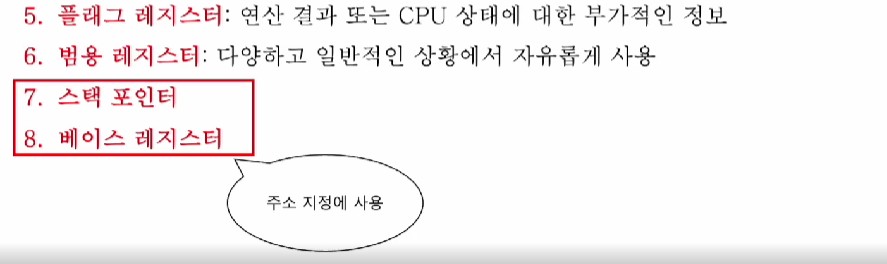 5. 플래그 레지스터: 연산 결과 또는 CPU 상태에 대한 부가적인 정보
6. 범용 레지스터: 다양하고 일반적인 상황에서 자유롭게 사용
7. 스택 포인터
8. 베이스 레지스터
주소 지정에 사용